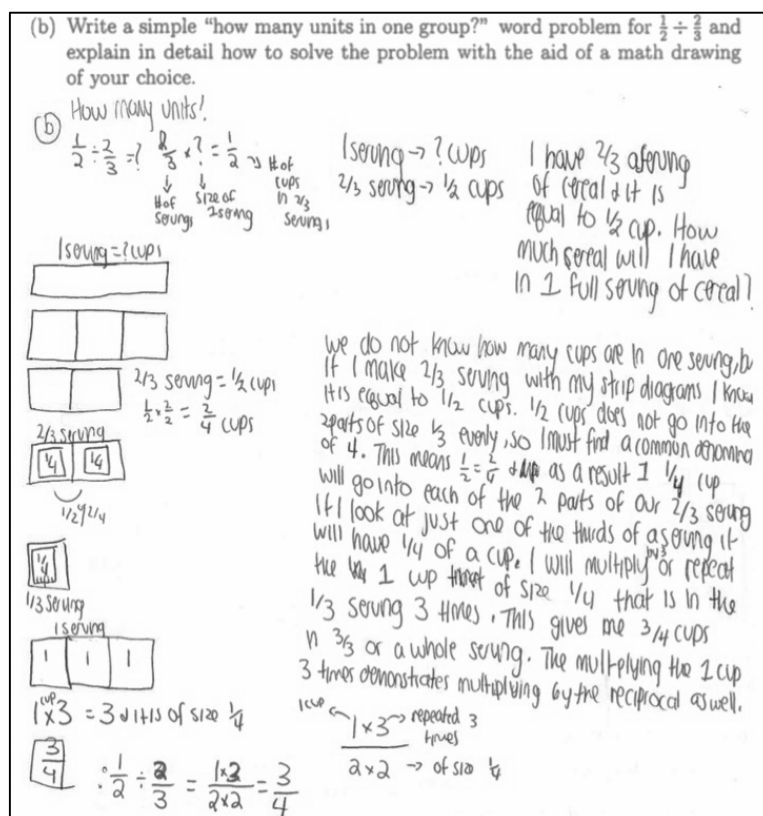 (b) Write a simple “how many units in one group?” word problem for 1/2 ÷ 2/3 and
explain in detail how to solve the problem with the aid of a math drawing
of your choice.
(b) How many units!
1/2 ÷ 2/3 = ? 2/3 × ? = 1/2 → # of cups in 2/3
# of servings
size of 1 serving
1 serving → ? cups
2/3 serving → 1/2 cups
I have 2/3 a serving
of cereal & it is
equal to 1/2 cup. How
much cereal will I have
in 1 full serving of cereal?
1 serving = ? cups
2/3 serving = 1/2 cups
1/2 × 2/2 = 2/4 cups
2/3 serving
1/4 1/4
1/2 2/4
1/4
1/3 serving
1 serving
1 1 1
1 cup × 3 = 3 & it is of size 1/4
3/4
∴ 1/2 ÷ 2/3 = 1×3/2×2 = 3/4
we do not know how many cups are in one serving, b
If I make 2/3 serving with my strip diagrams I know
it is equal to 1/2 cups. 1/2 cups does not go into the
2 parts of size 1/3 evenly, so I must find a common denomina
of 4. This means 1/2 = 2/4 & as a result 1 1/4 cup
will go into each of the 2 parts of our 2/3 serving
If I look at just one of the thirds of a serving it
will have 1/4 of a cup. I will multiply by 3 or repeat
the 1 cup of size 1/4 that is in the
1/3 serving 3 times. This gives me 3/4 cups
n 3/3 or a whole serving. The multplying the 1 cup
3 times demonstrates multiplying by the reciprocal as well.
1 cup ← 1×3 → repeated 3 times
2×2 → of size 1/4